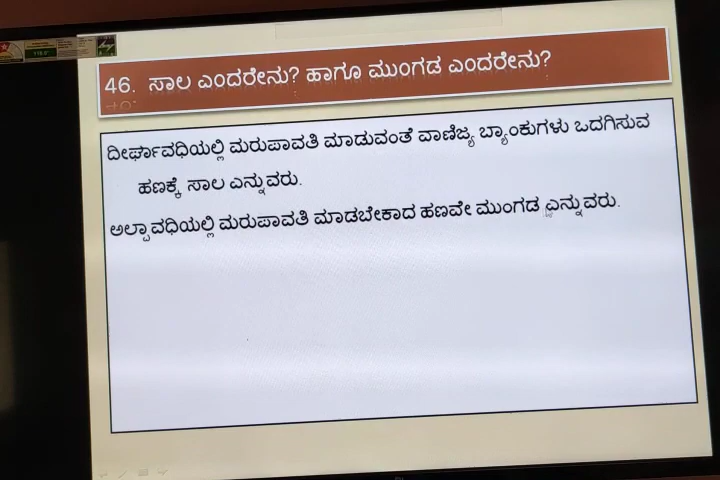 46. ಸಾಲ ಎಂದರೇನು? ಹಾಗೂ ಮುಂಗಡ ಎಂದರೇನು?
ದೀರ್ಘಾವಧಿಯಲ್ಲಿ ಮರುಪಾವತಿ ಮಾಡುವಂತೆ ವಾಣಿಜ್ಯ ಬ್ಯಾಂಕುಗಳು ಒದಗಿಸುವ
ಹಣಕ್ಕೆ ಸಾಲ ಎನ್ನುವರು.
ಅಲ್ಪಾವಧಿಯಲ್ಲಿ ಮರುಪಾವತಿ ಮಾಡಬೇಕಾದ ಹಣವೇ ಮುಂಗಡ ಎನ್ನುವರು.